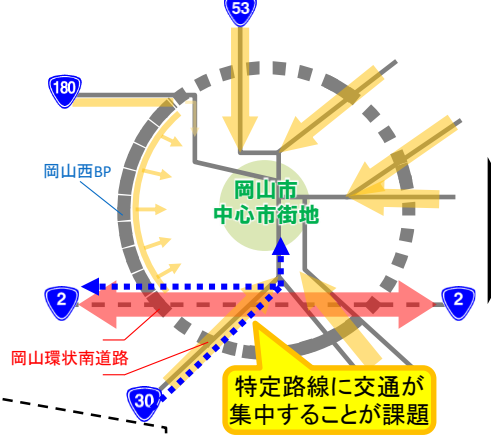 53
180
岡山西BP
岡山市
中心市街地
2
2
岡山環状南道路
30
特定路線に交通が
集中することが課題